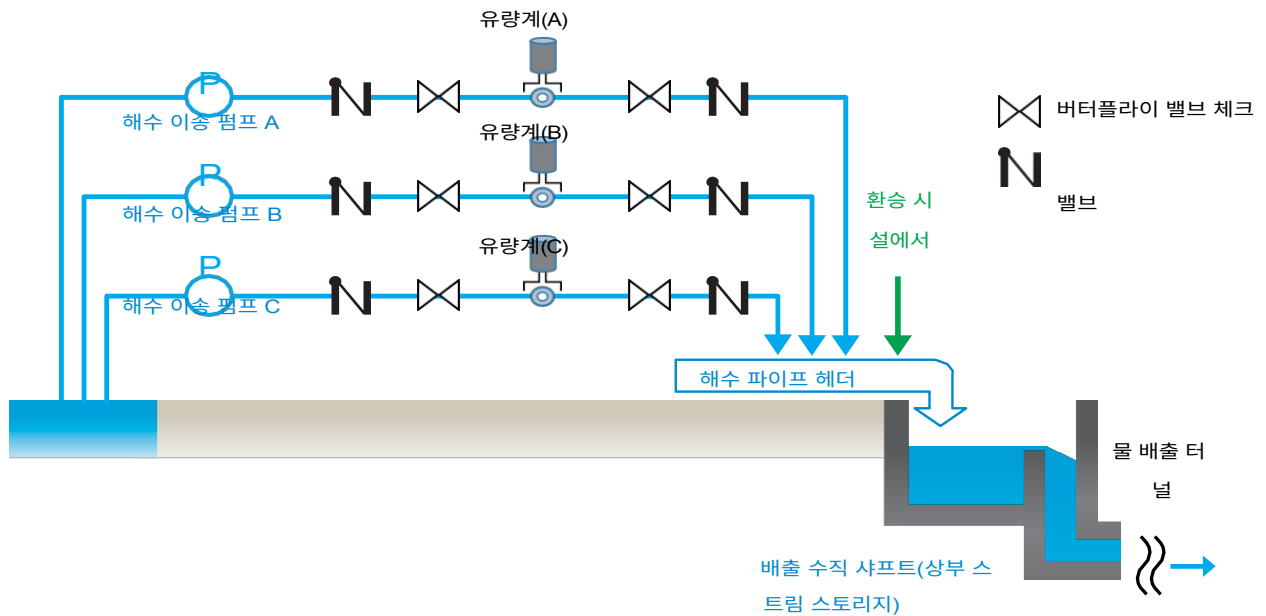 유량계(A)
P
해수 이송 펌프 A
유량계(B)
P
해수 이송 펌프 B
유량계(C)
P
해수 이송 펌프 C
버터플라이 밸브 체크
밸브
환승 시
설에서
해수 파이프 헤더
물 배출 터
널
배출 수직 샤프트(상부 스
트림 스토리지)